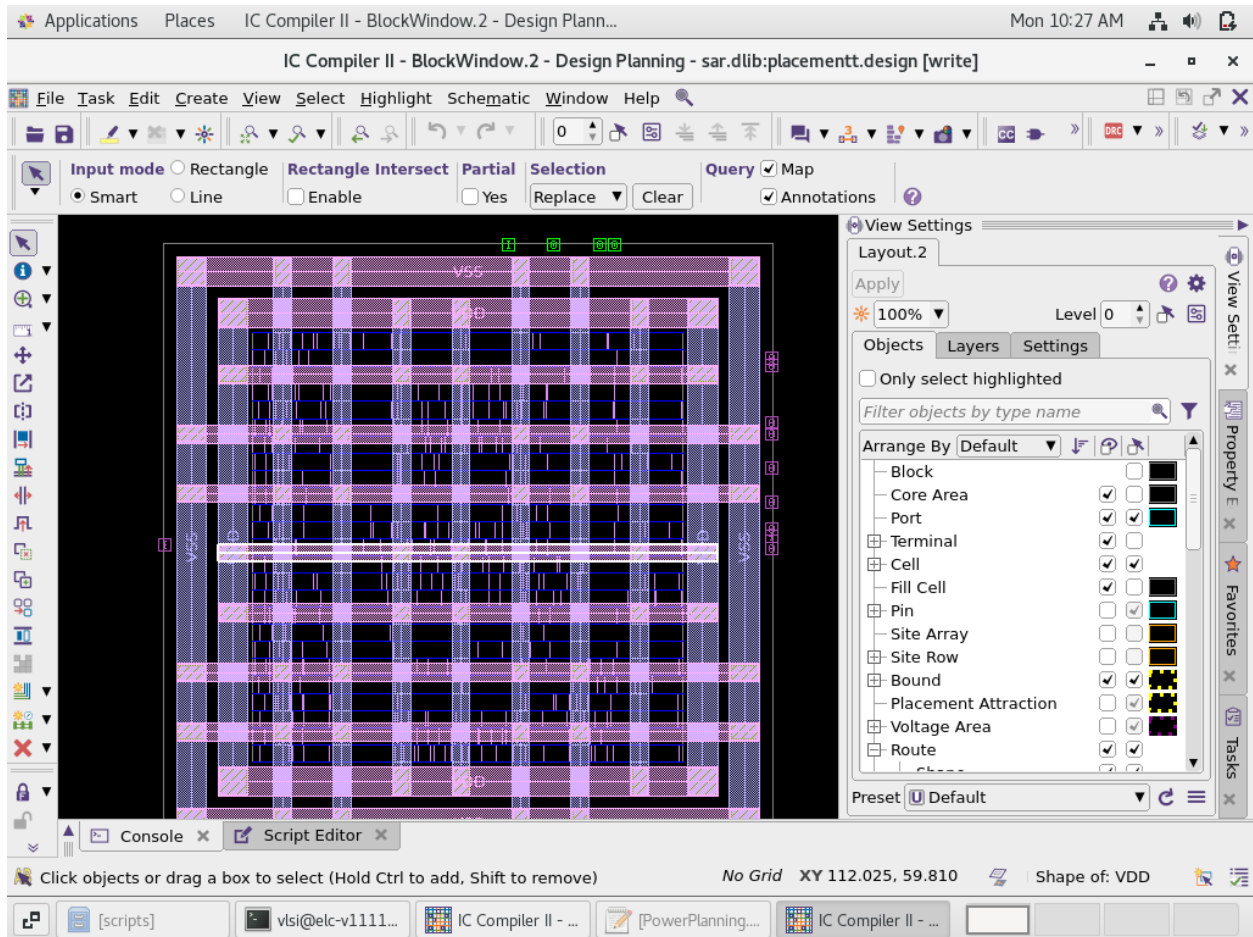 Applications Places IC Compiler II - BlockWindow.2 - Design Plann... Mon 10:27 AM
IC Compiler II - BlockWindow.2 - Design Planning - sar.dlib:placementt.design [write]
File Task Edit Create View Select Highlight Schematic Window Help
0 CC DRC
Input mode Rectangle Rectangle Intersect Partial Selection Query Map
Smart Line Enable Yes Replace Clear Annotations
View Settings
Layout.2
Apply
100% Level 0
Objects Layers Settings
Only select highlighted
Filter objects by type name
Arrange By Default
Block
Core Area
Port
Terminal
Cell
Fill Cell
Pin
Site Array
Site Row
Bound
Placement Attraction
Voltage Area
Route
Preset U Default
View Setti
Property E
Favorites
Tasks
VSS
VSS
VSS
Console Script Editor
Click objects or drag a box to select (Hold Ctrl to add, Shift to remove) No Grid XY 112.025, 59.810 Shape of: VDD
[scripts] vlsi@elc-v1111... IC Compiler II - ... [PowerPlanning.... IC Compiler II - ...